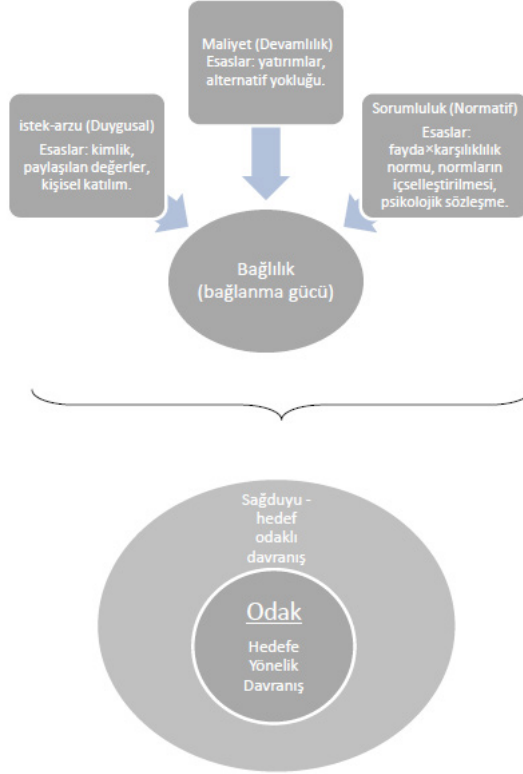 Maliyet (Devamlılık)
Esaslar: yatırımlar,
alternatif yokluğu.
istek-arzu (Duygusal)
Esaslar: kimlik,
paylaşılan değerler,
kişisel katılım.
Sorumluluk (Normatif)
Esaslar:
fayda×karşılıklılık
normu, normların
içselleştirilmesi,
psikolojik sözleşme.
Bağlılık
(bağlanma gücü)
Sağduyu -
hedef
odaklı
davranış
Odak
Hedefe
Yönelik
Davranış